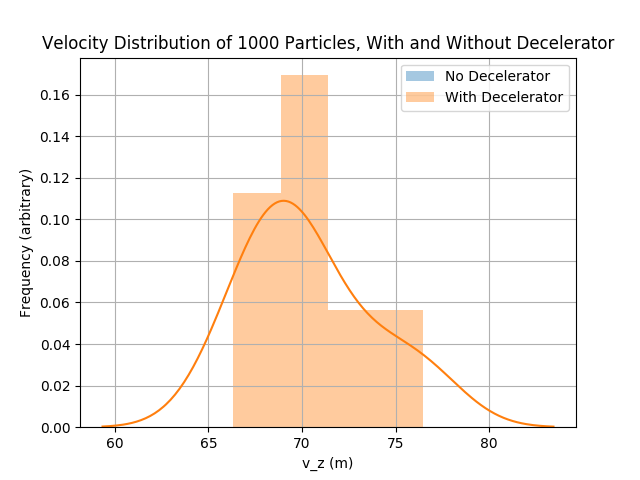 Velocity Distribution of 1000 Particles, With and Without Decelerator
No Decelerator
With Decelerator
Frequency (arbitrary)
0.16
0.14
0.12
0.10
0.08
0.06
0.04
0.02
0.00
60 65 70 75 80
v_z (m)